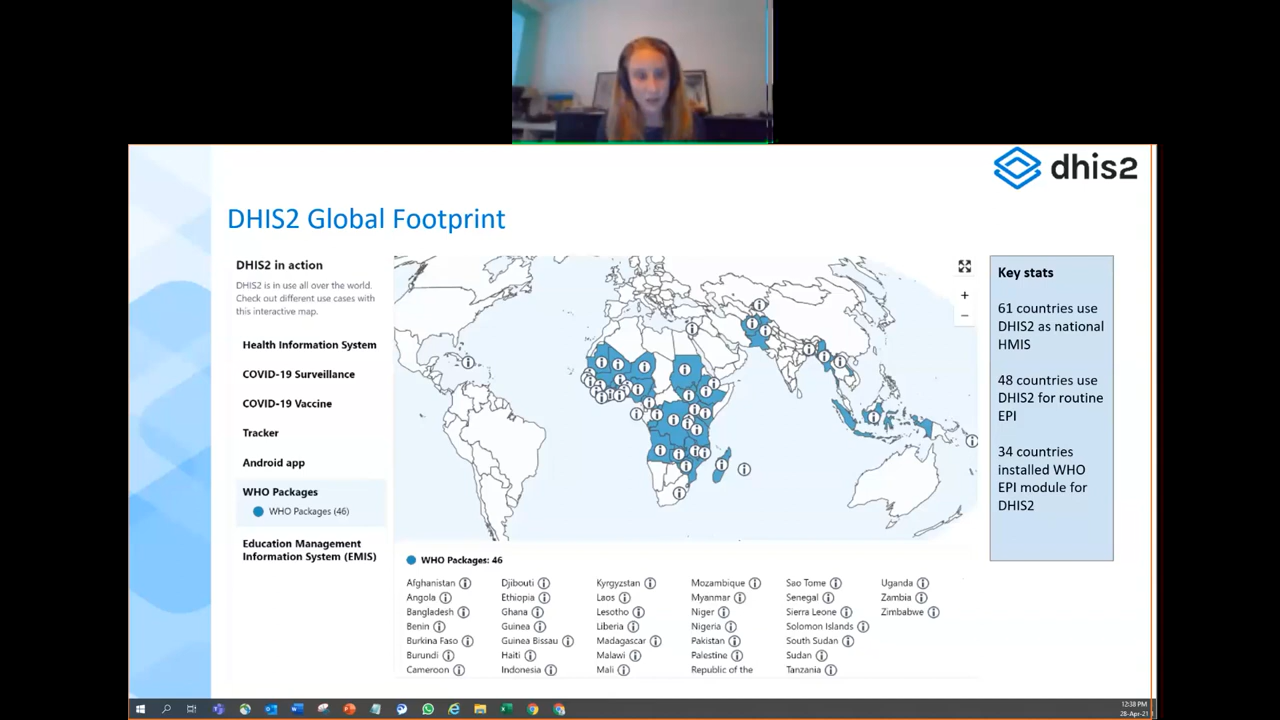 dhis2
DHIS2 Global Footprint
DHIS2 in action
DHIS2 is in use all over the world.
Check out different use cases with
this interactive map.
Health Information System
COVID-19 Surveillance
COVID-19 Vaccine
Tracker
Android app
WHO Packages
WHO Packages (46)
Education Management
Information System (EMIS)
+
−
Key stats
61 countries use
DHIS2 as national
HMIS
48 countries use
DHIS2 for routine
EPI
34 countries
installed WHO
EPI module for
DHIS2
WHO Packages: 46
Afghanistan
Angola
Bangladesh
Benin
Burkina Faso
Burundi
Cameroon
Djibouti
Ethiopia
Ghana
Guinea
Guinea Bissau
Haiti
Indonesia
Kyrgyzstan
Laos
Lesotho
Liberia
Madagascar
Malawi
Mali
Mozambique
Myanmar
Niger
Nigeria
Pakistan
Palestine
Republic of the
Sao Tome
Senegal
Sierra Leone
Solomon Islands
South Sudan
Sudan
Tanzania
Uganda
Zambia
Zimbabwe
12:38 PM
28-Apr-21